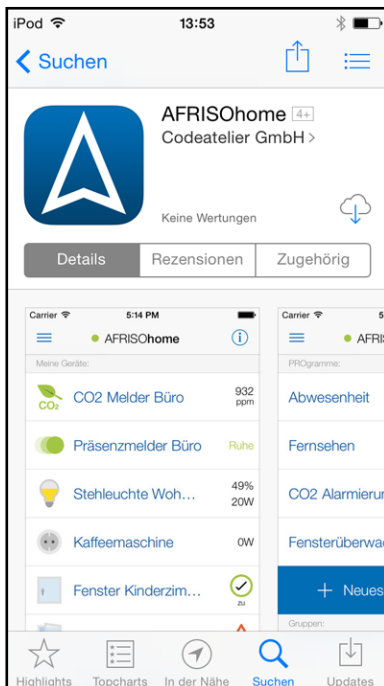 iPod 13:53
Suchen
AFRISOhome 4+
Codeatelier GmbH >
Keine Wertungen
Details Rezensionen Zugehörig
Carrier 5:14 PM
AFRISOhome
Meine Geräte:
CO2 CO2 Melder Büro 932 ppm
Präsenzmelder Büro Ruhe
Stehleuchte Woh... 49% 20W
Kaffeemaschine 0W
Fenster Kinderzim... zu
Carrier 5
AFRIS
PROgramme:
Abwesenheit
Fernsehen
CO2 Alarmierun
Fensterüberwac
+ Neues
Gruppen:
Highlights Topcharts In der Nähe Suchen Updates